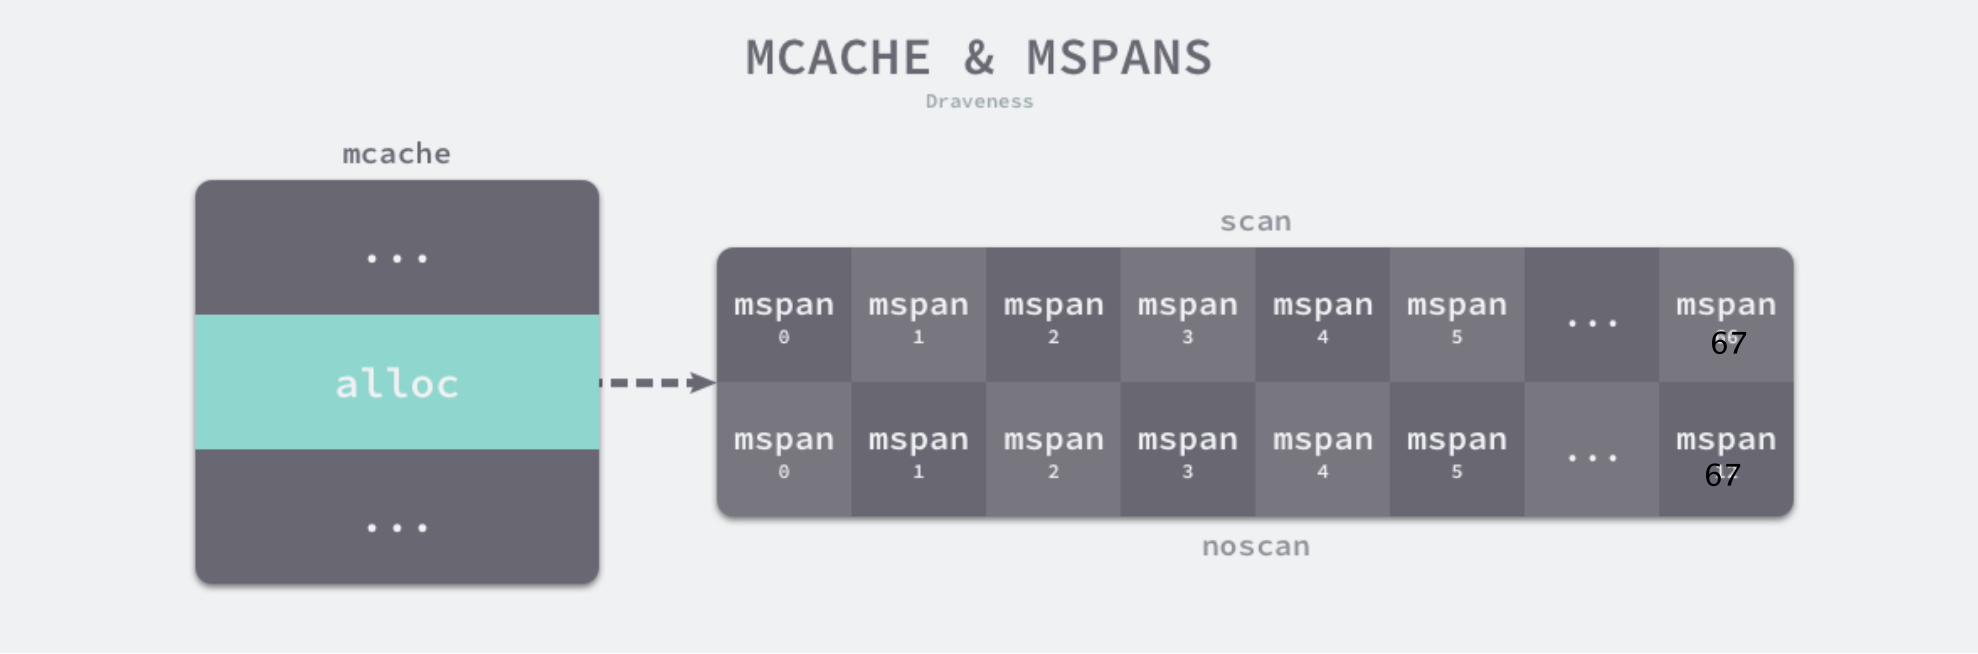 MCACHE & MSPANS
Draveness
mcache
...
alloc
...
scan
mspan mspan mspan mspan mspan mspan ... mspan
0 1 2 3 4 5 67
mspan mspan mspan mspan mspan mspan ... mspan
0 1 2 3 4 5 67
noscan